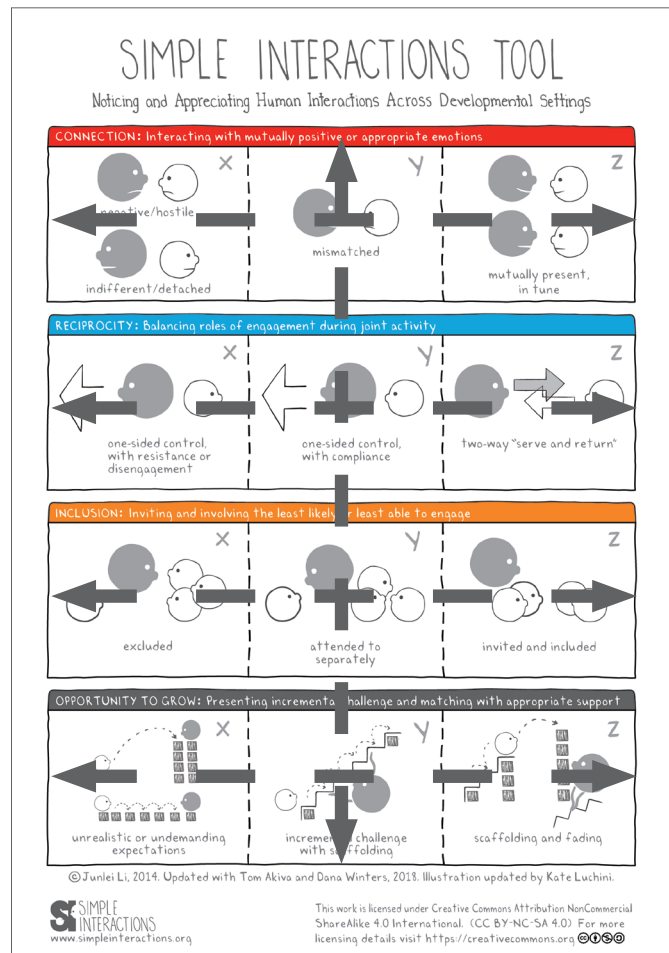 SIMPLE INTERACTIONS TOOL
Noticing and Appreciating Human Interactions Across Developmental Settings
CONNECTION: Interacting with mutually positive or appropriate emotions
X
Y
Z
negative/hostile
indifferent/detached
mismatched
mutually present,
in tune
RECIPROCITY: Balancing roles of engagement during joint activity
X
Y
Z
one-sided control,
with resistance or
disengagement
one-sided control,
with compliance
two-way "serve and return"
INCLUSION: Inviting and involving the least likely or least able to engage
X
Y
Z
excluded
attended to
separately
invited and included
OPPORTUNITY TO GROW: Presenting incremental challenge and matching with appropriate support
X
Y
Z
unrealistic or undemanding
expectations
incremental challenge
with scaffolding
scaffolding and fading
©Junlei Li, 2014. Updated with Tom Akiva and Dana Winters, 2018. Illustration updated by Kate Luchini.
SI SIMPLE
INTERACTIONS
www.simpleinteractions.org
This work is licensed under Creative Commons Attribution NonCommercial
ShareAlike 4.0 International. (CC BY-NC-SA 4.0) For more
licensing details visit https://creativecommons.org